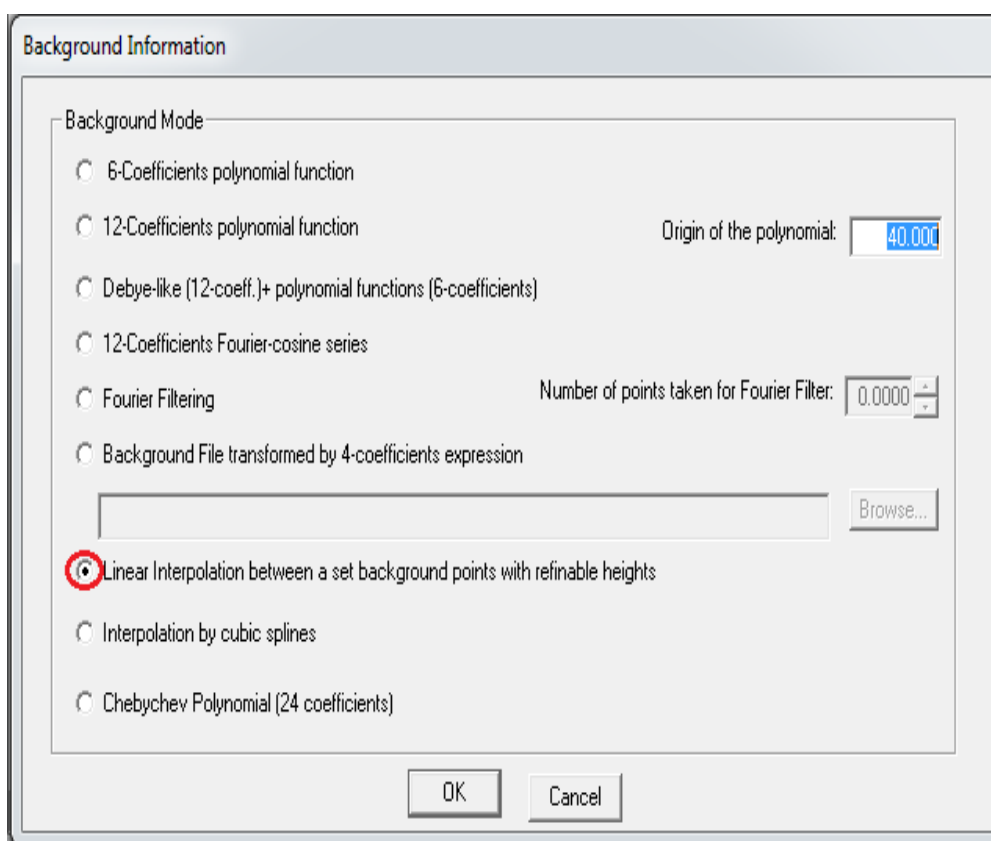 Background Information
Background Mode
6-Coefficients polynomial function
12-Coefficients polynomial function
Origin of the polynomial:
40.000
Debye-like (12-coeff.)+ polynomial functions (6-coefficients)
12-Coefficients Fourier-cosine series
Fourier Filtering
Number of points taken for Fourier Filter:
0.0000
Background File transformed by 4-coefficients expression
Browse...
Linear Interpolation between a set background points with refinable heights
Interpolation by cubic splines
Chebychev Polynomial (24 coefficients)
OK
Cancel